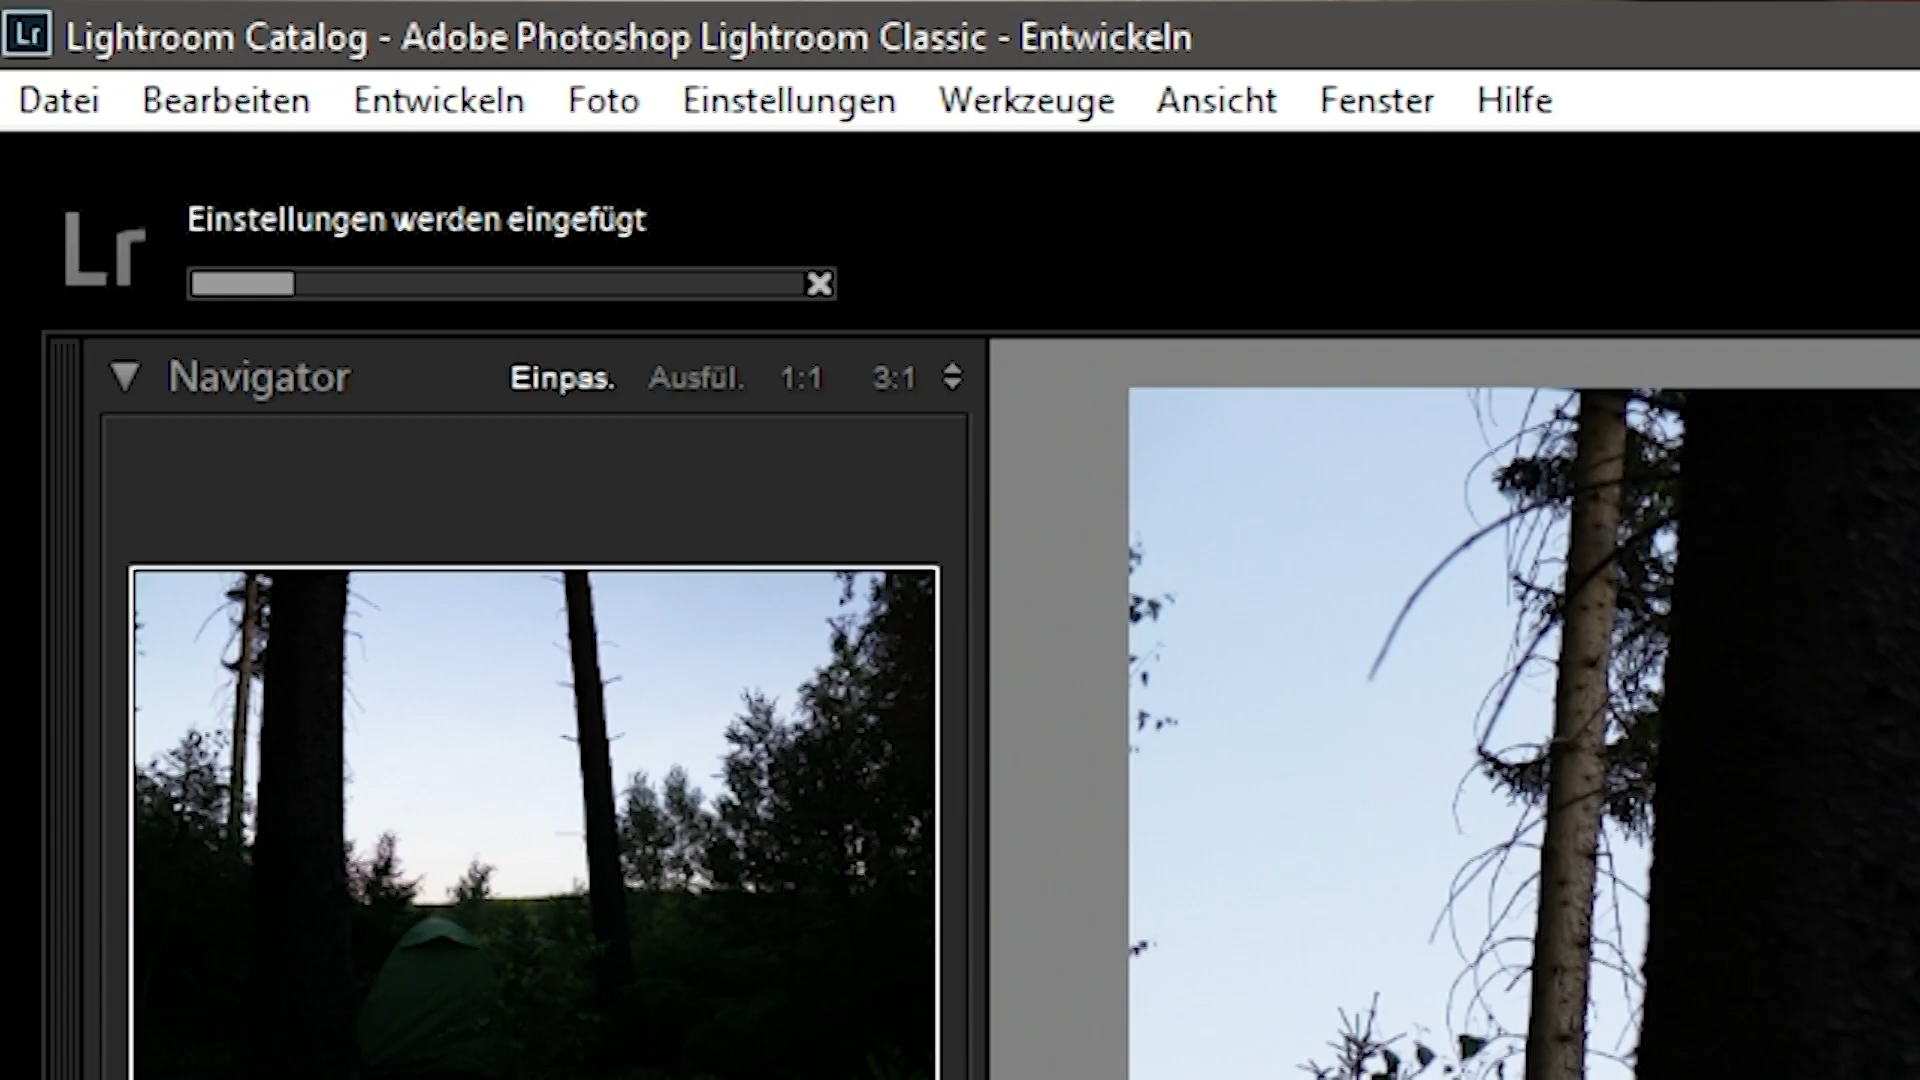 Lr Lightroom Catalog - Adobe Photoshop Lightroom Classic - Entwickeln
Datei Bearbeiten Entwickeln Foto Einstellungen Werkzeuge Ansicht Fenster Hilfe
Lr Einstellungen werden eingefügt
Navigator Einpas. Ausfül. 1:1 3:1